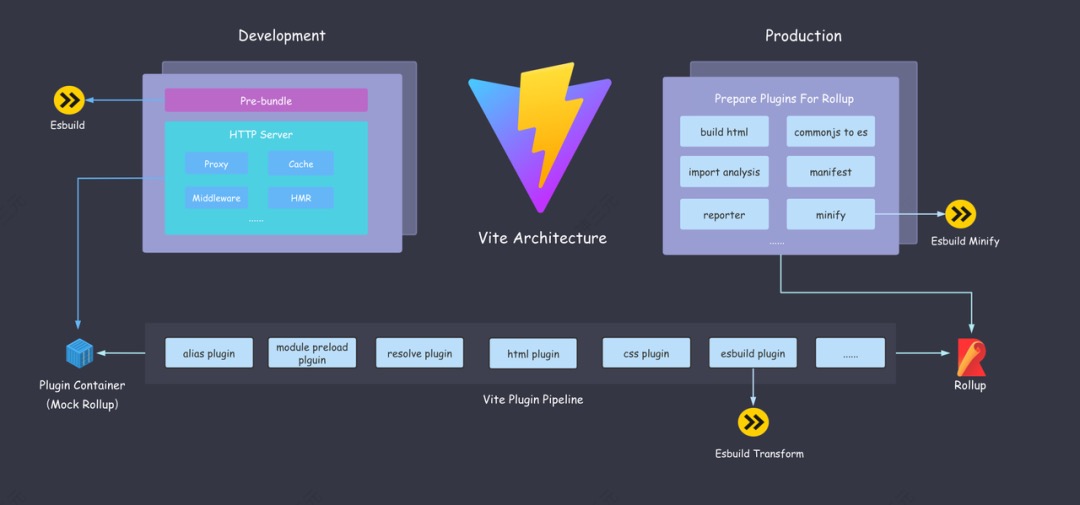 Development
Production
Esbuild
Pre-bundle
HTTP Server
Proxy
Cache
Middleware
HMR
......
Vite Architecture
Prepare Plugins For Rollup
build html
commonjs to es
import analysis
manifest
reporter
minify
......
Esbuild Minify
Plugin Container
(Mock Rollup)
alias plugin
module preload
plguin
resolve plugin
html plugin
css plugin
esbuild plugin
......
Rollup
Vite Plugin Pipeline
Esbuild Transform